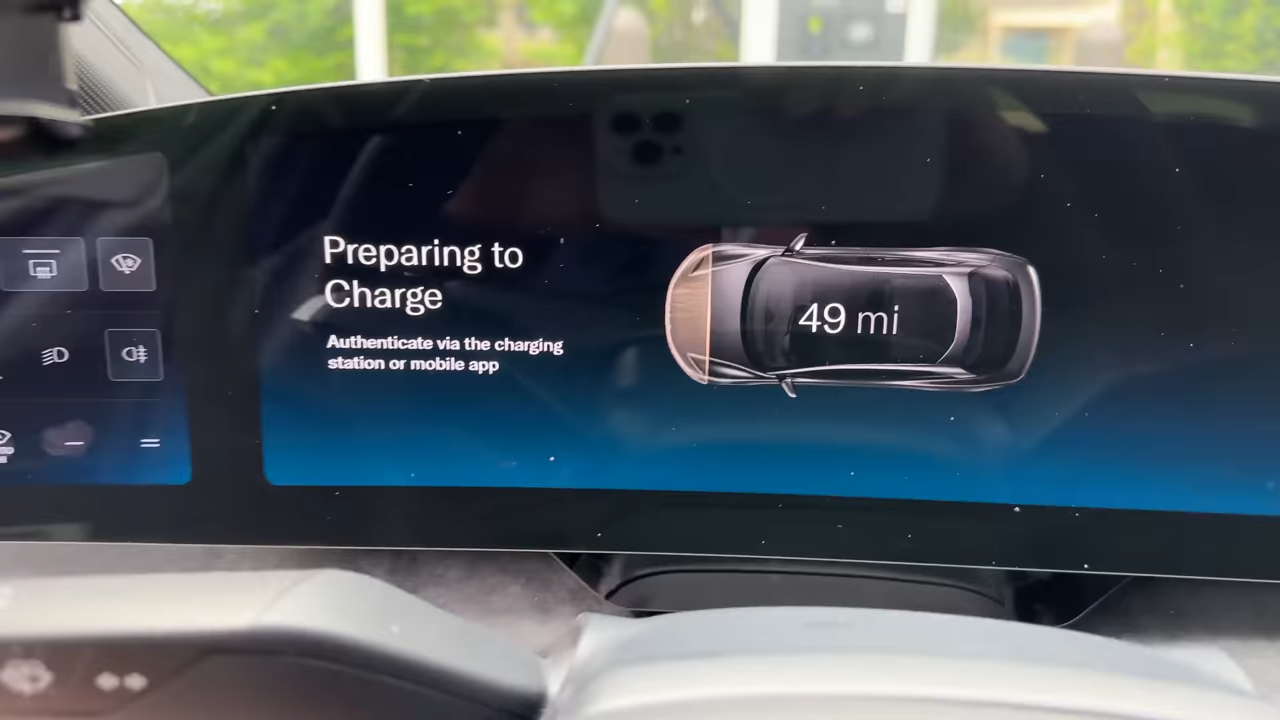 Preparing to
Charge
Authenticate via the charging
station or mobile app
49 mi